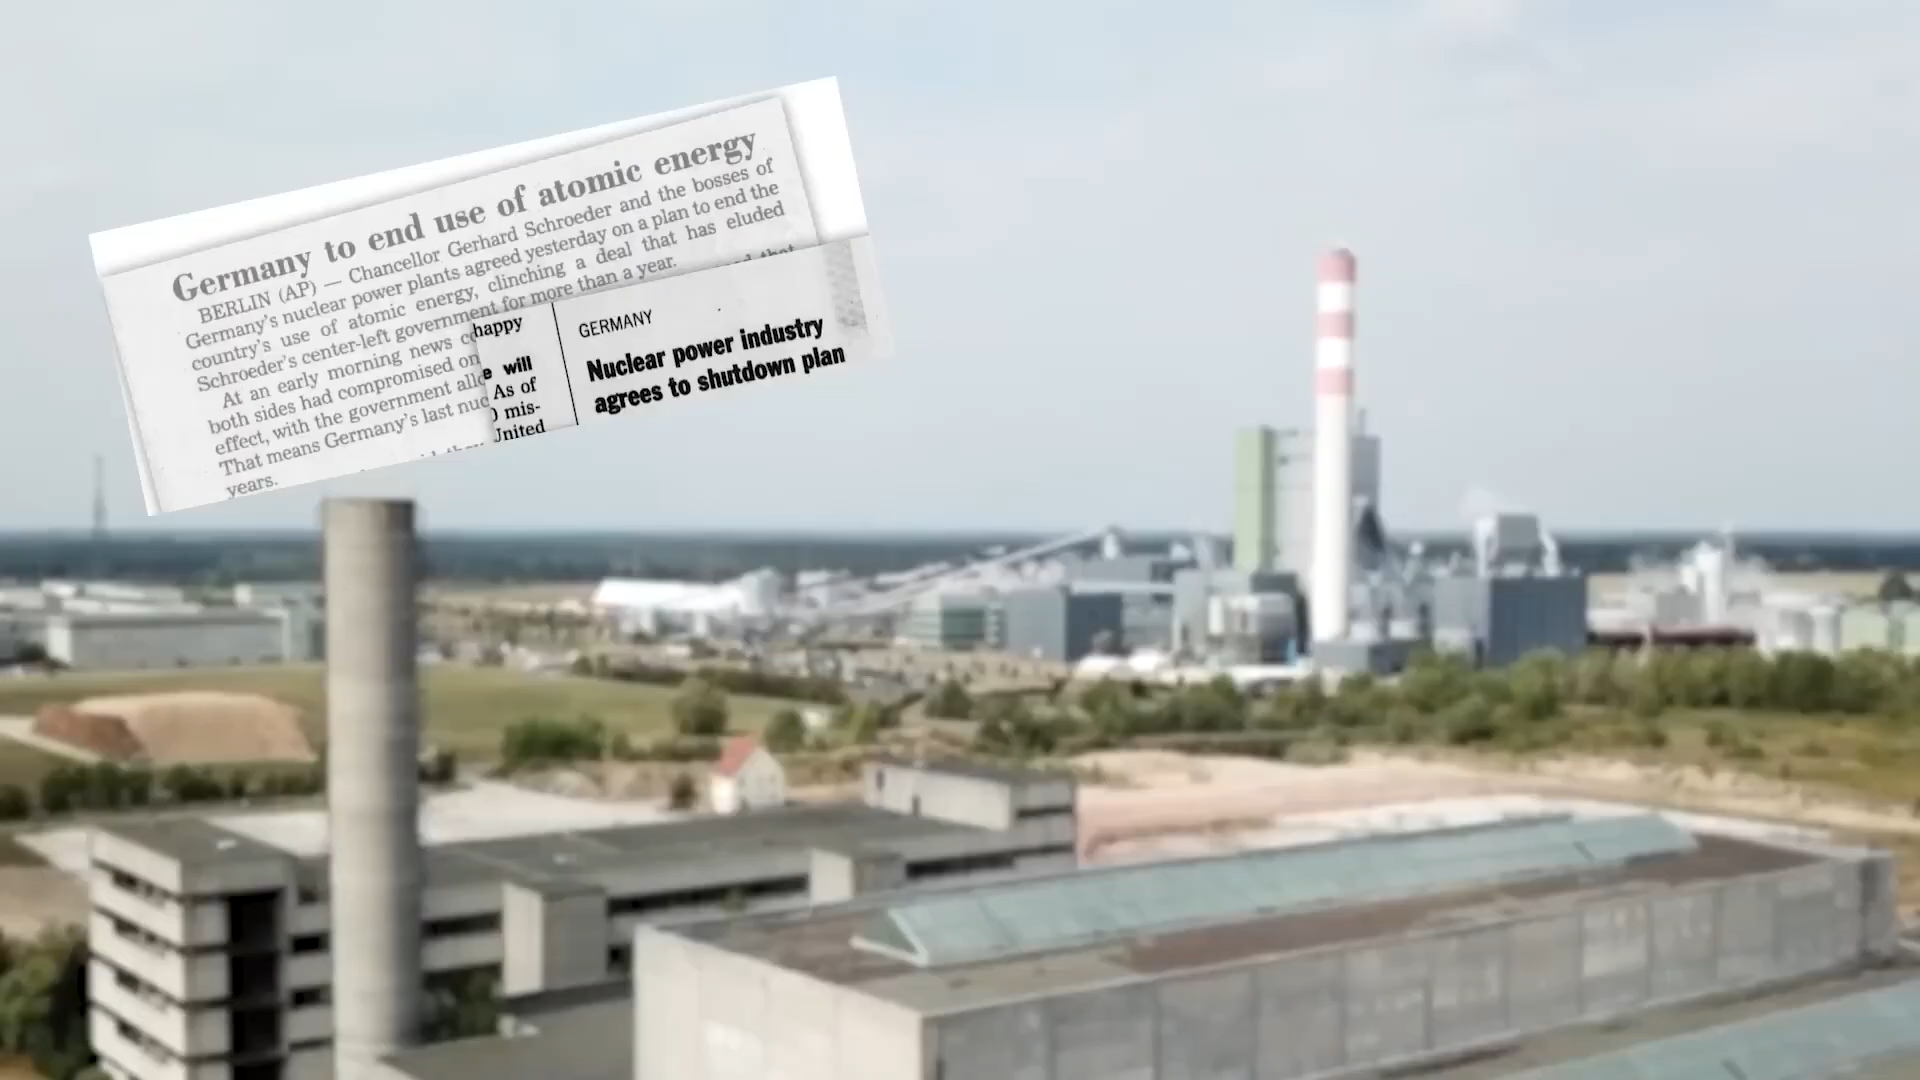 Germany to end use of atomic energy
BERLIN (AP) — Chancellor Gerhard Schroeder and the bosses of
Germany's nuclear power plants agreed yesterday on a plan to end the
country's use of atomic energy, clinching a deal that has eluded
Schroeder's center-left government for more than a year.
At an early morning news
both sides had compromised on
effect, with the government
That means Germany's last
years.
happy
e will
As of
mis-
United
GERMANY
Nuclear power industry
agrees to shutdown plan